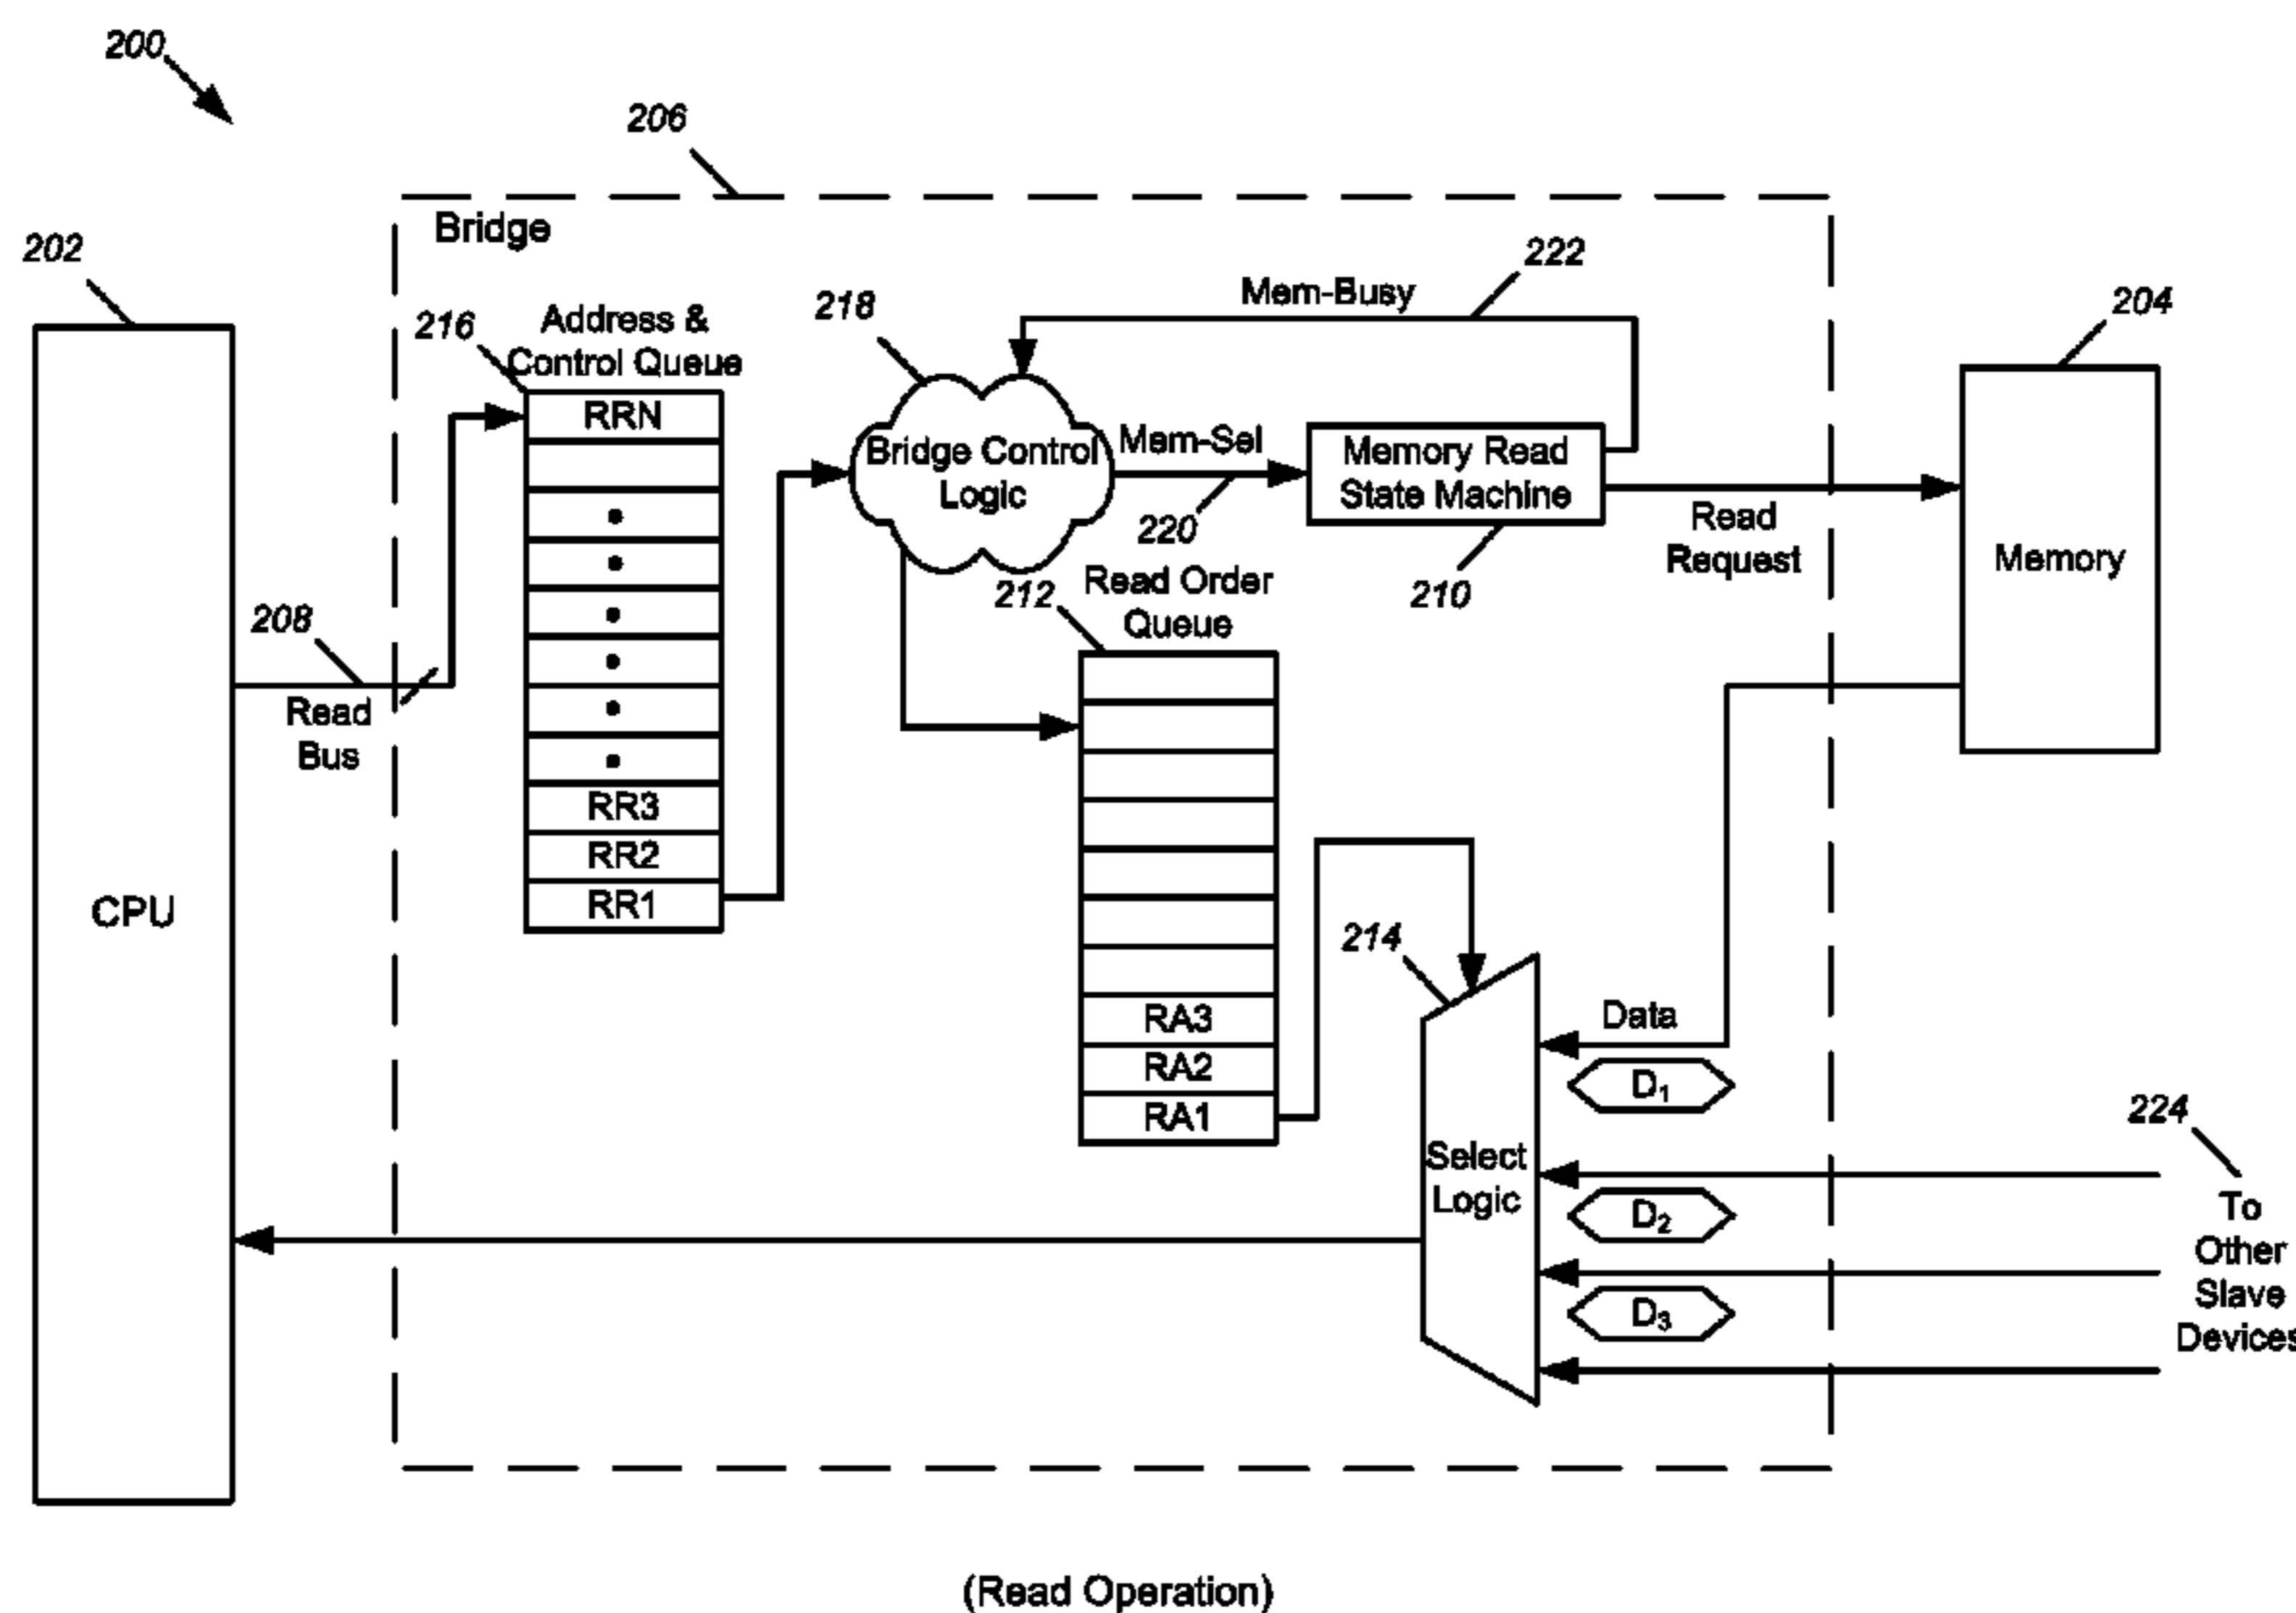 200
206
Bridge
202
222
Mem-Busy
218
204
216
Address &
Control Queue
RRN
Bridge Control
Logic
Mem-Sel
220
Memory Read
State Machine
210
Read
Request
Memory
208
Read
Bus
212
Read Order
Queue
RR3
RR2
RR1
CPU
214
RA3
RA2
RA1
Data
D1
Select
Logic
D2
D3
224
To
Other
Slave
Devices
(Read Operation)